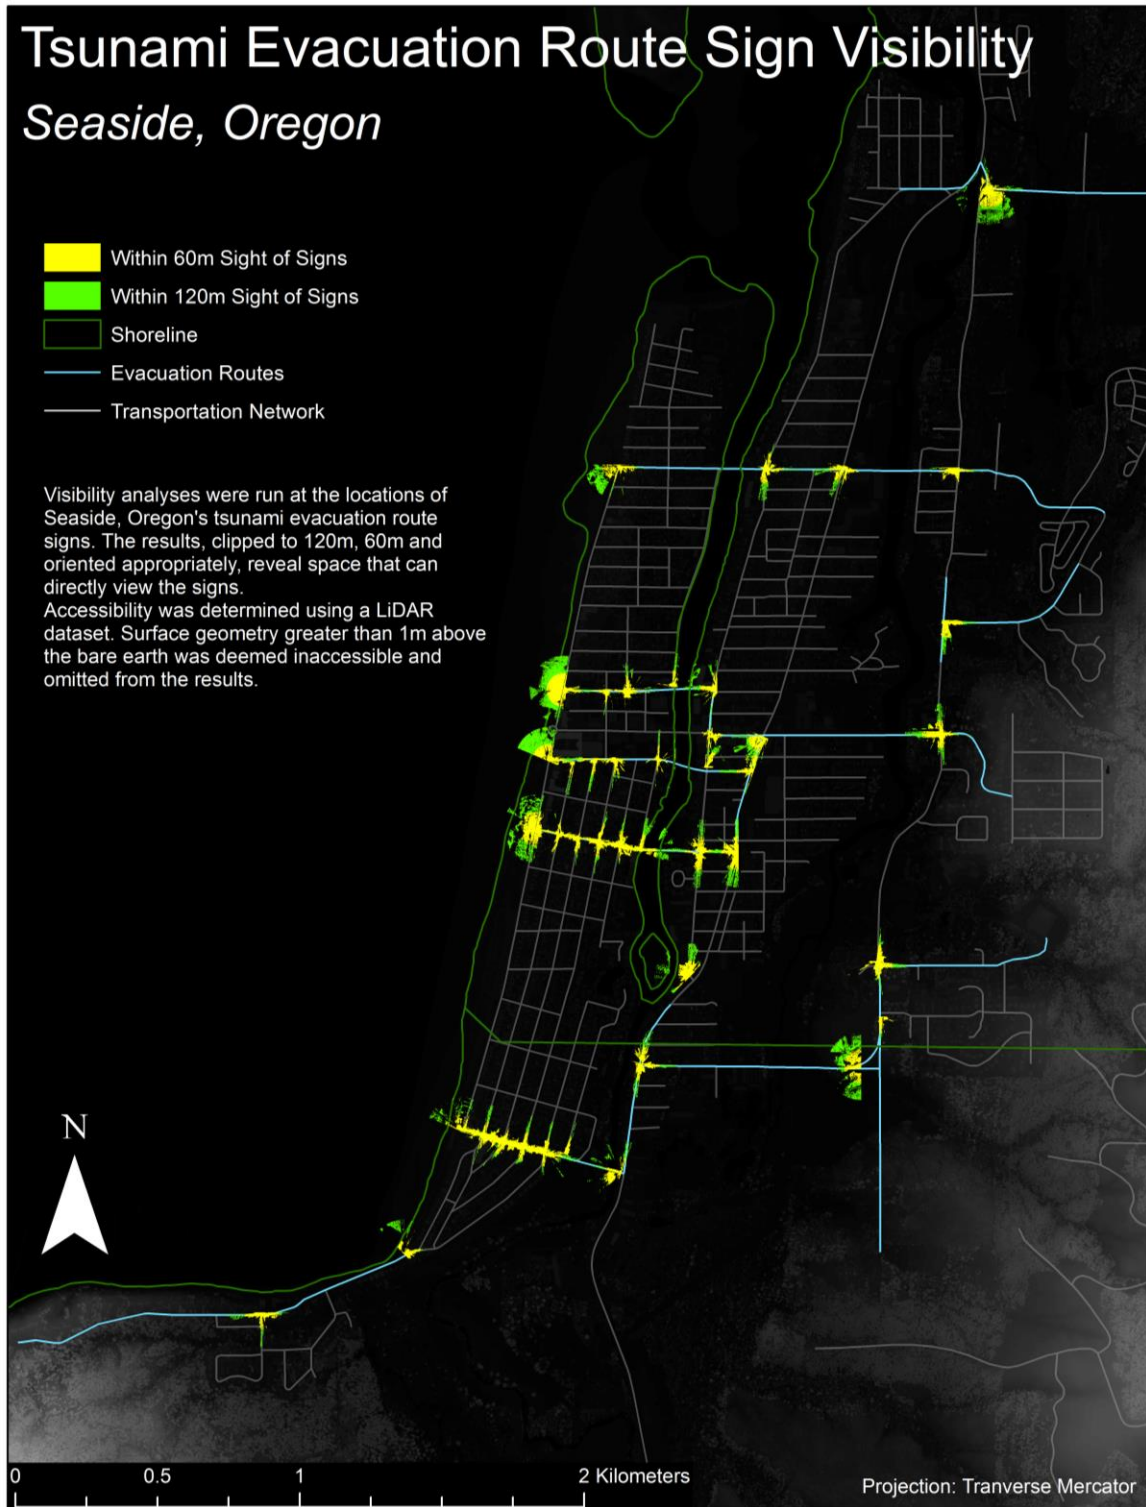 Tsunami Evacuation Route Sign Visibility
Seaside, Oregon
Within 60m Sight of Signs
Within 120m Sight of Signs
Shoreline
Evacuation Routes
Transportation Network
Visibility analyses were run at the locations of
Seaside, Oregon's tsunami evacuation route
signs. The results, clipped to 120m, 60m and
oriented appropriately, reveal space that can
directly view the signs.
Accessibility was determined using a LiDAR
dataset. Surface geometry greater than 1m above
the bare earth was deemed inaccessible and
omitted from the results.
N
0 0.5 1 2 Kilometers
Projection: Tranverse Mercator